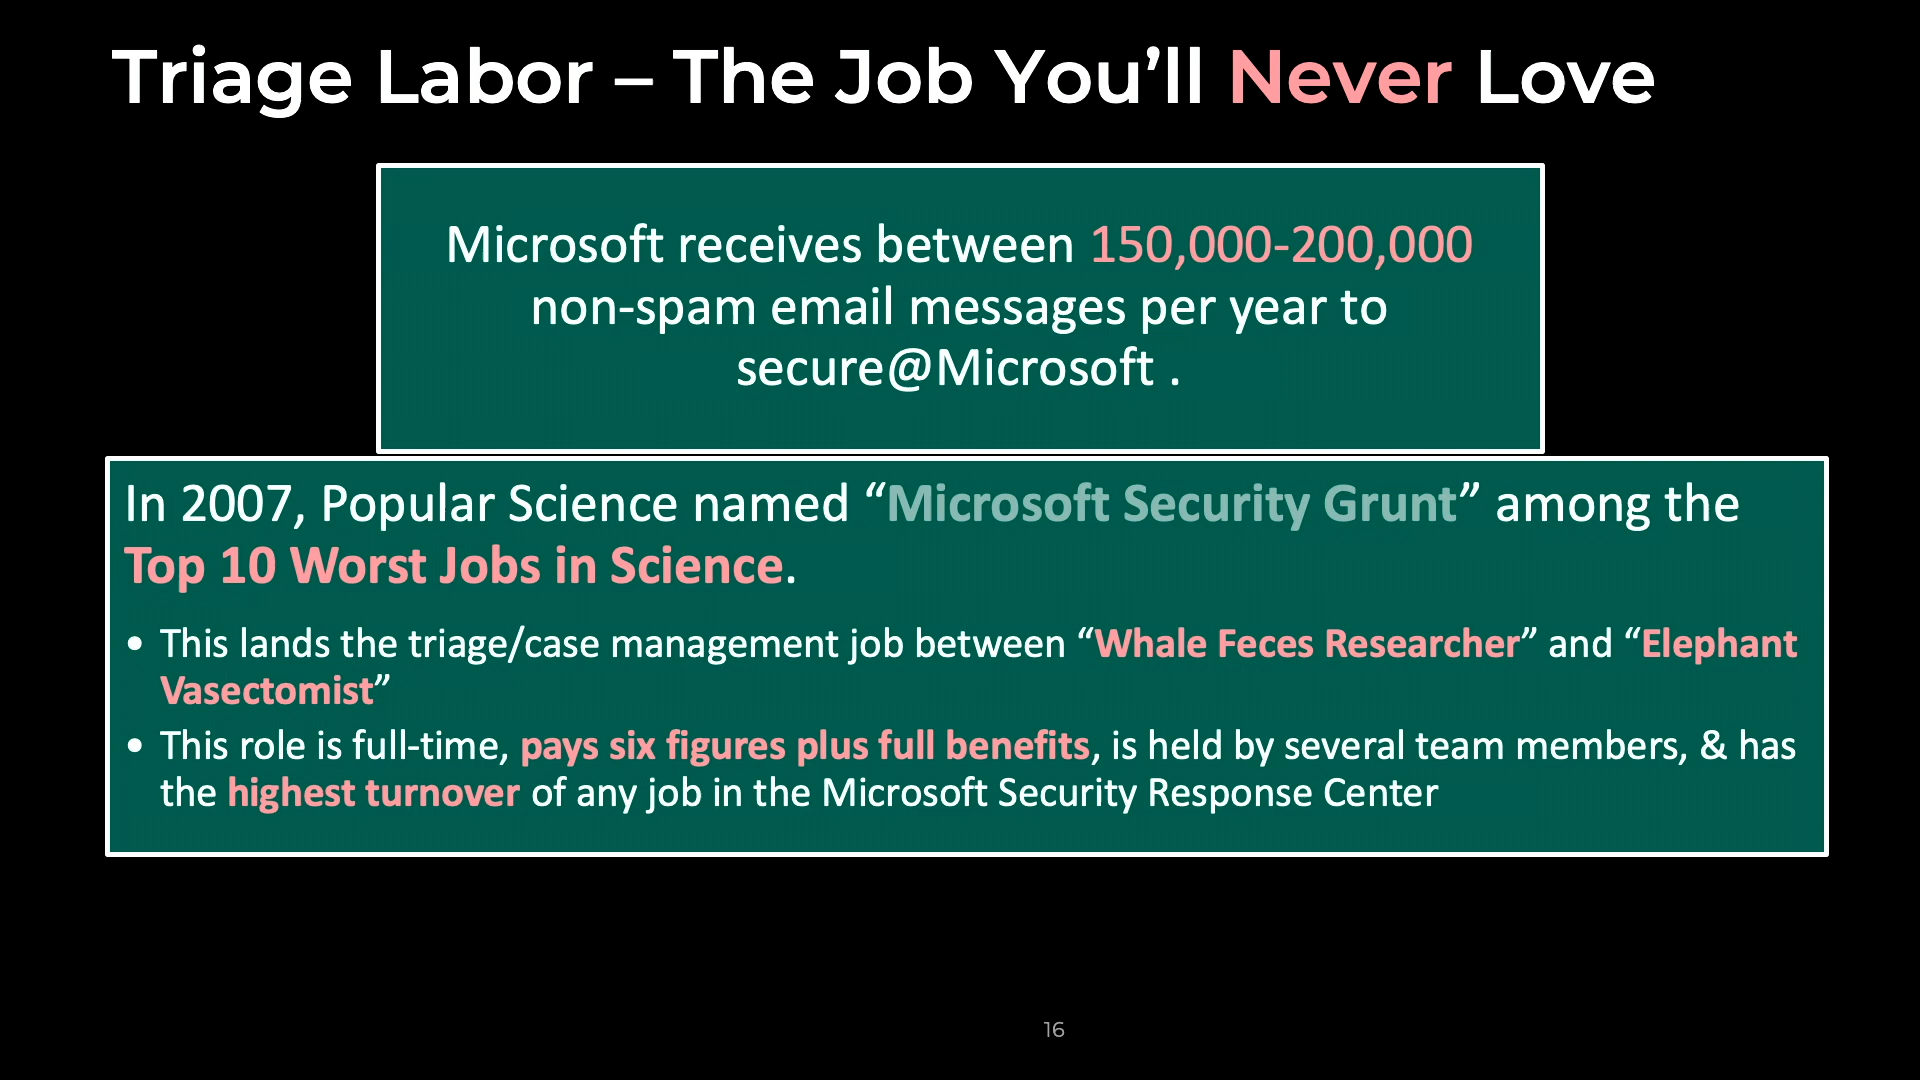 Triage Labor – The Job You’ll Never Love
Microsoft receives between 150,000-200,000
non-spam email messages per year to
secure@Microsoft .
In 2007, Popular Science named “Microsoft Security Grunt” among the
Top 10 Worst Jobs in Science.
• This lands the triage/case management job between “Whale Feces Researcher” and “Elephant
Vasectomist”
• This role is full-time, pays six figures plus full benefits, is held by several team members, & has
the highest turnover of any job in the Microsoft Security Response Center
16